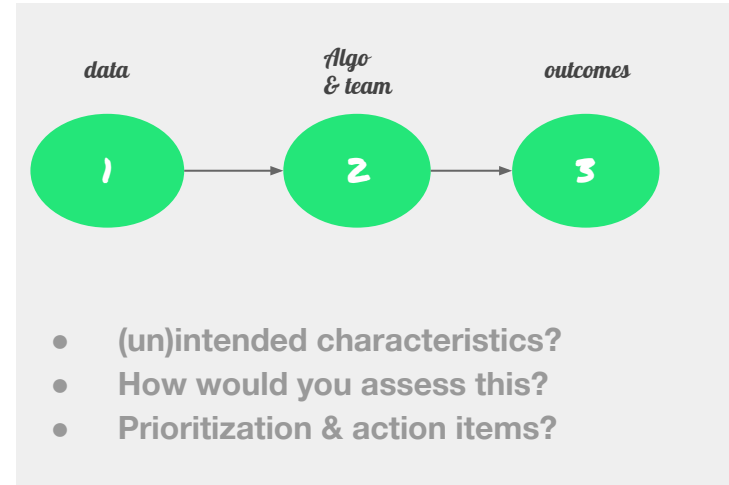 data
Algo
& team
outcomes
1
2
3
● (un)intended characteristics?
● How would you assess this?
● Prioritization & action items?